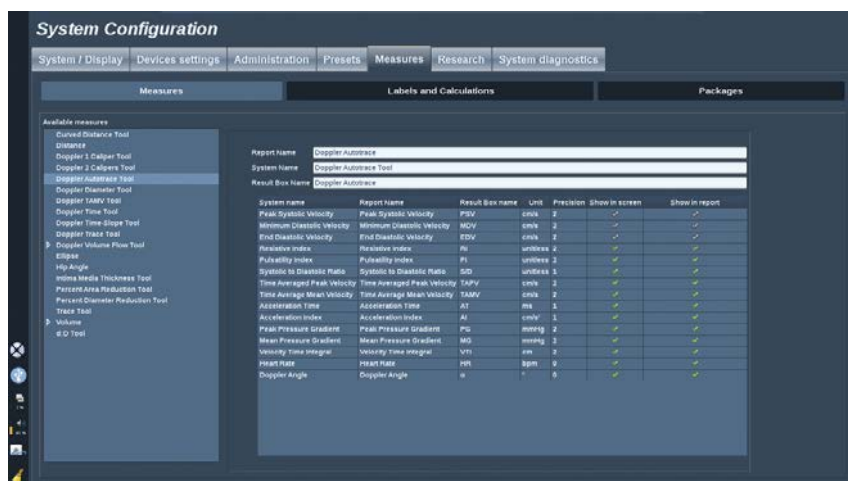 System Configuration
System / Display Devices settings Administration Presets Measures Research System diagnostics
Measures Labels and Calculations Packages
Available measures
Curved Distance Tool
Distance
Doppler 1 Caliper Tool
Doppler 2 Calipers Tool
Doppler Autotrace Tool
Doppler Diameter Tool
Doppler TAMV Tool
Doppler Time Tool
Doppler Time-Slope Tool
Doppler Trace Tool
Doppler Volume Flow Tool
Ellipse
Hip Angle
Intima Media Thickness Tool
Percent Area Reduction Tool
Percent Diameter Reduction Tool
Trace Tool
Volume
d:D Tool
Report Name Doppler Autotrace
System Name Doppler Autotrace Tool
Result Box Name Doppler Autotrace
System name Report Name Result Box name Unit Precision Show in screen Show in report
Peak Systolic Velocity Peak Systolic Velocity PSV cm/s 2
Minimum Diastolic Velocity Minimum Diastolic Velocity MDV cm/s 2
End Diastolic Velocity End Diastolic Velocity EDV cm/s 2
Resistive Index Resistive Index RI unitless 2
Pulsatility Index Pulsatility Index PI unitless 2
Systolic to Diastolic Ratio Systolic to Diastolic Ratio S/D unitless 1
Time Averaged Peak Velocity Time Averaged Peak Velocity TAPV cm/s 2
Time Average Mean Velocity Time Average Mean Velocity TAMV cm/s 2
Acceleration Time Acceleration Time AT ms 1
Acceleration Index Acceleration Index AI cm/s² 1
Peak Pressure Gradient Peak Pressure Gradient PG mmHg 2
Mean Pressure Gradient Mean Pressure Gradient MG mmHg 2
Velocity Time Integral Velocity Time Integral VTI cm 2
Heart Rate Heart Rate HR bpm 0
Doppler Angle Doppler Angle α ° 0